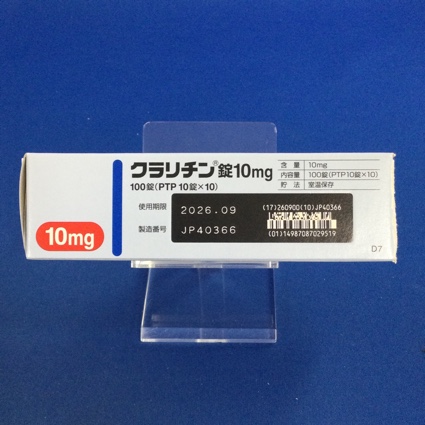 クラリチン®錠10mg
100錠(PTP10錠×10)
含量 10mg
内容量 100錠(PTP10錠×10)
貯法 室温保存
10mg
使用期限 2026.09
製造番号 JP40366
(17)260900(10)JP40366
(01)14987087029519
D7